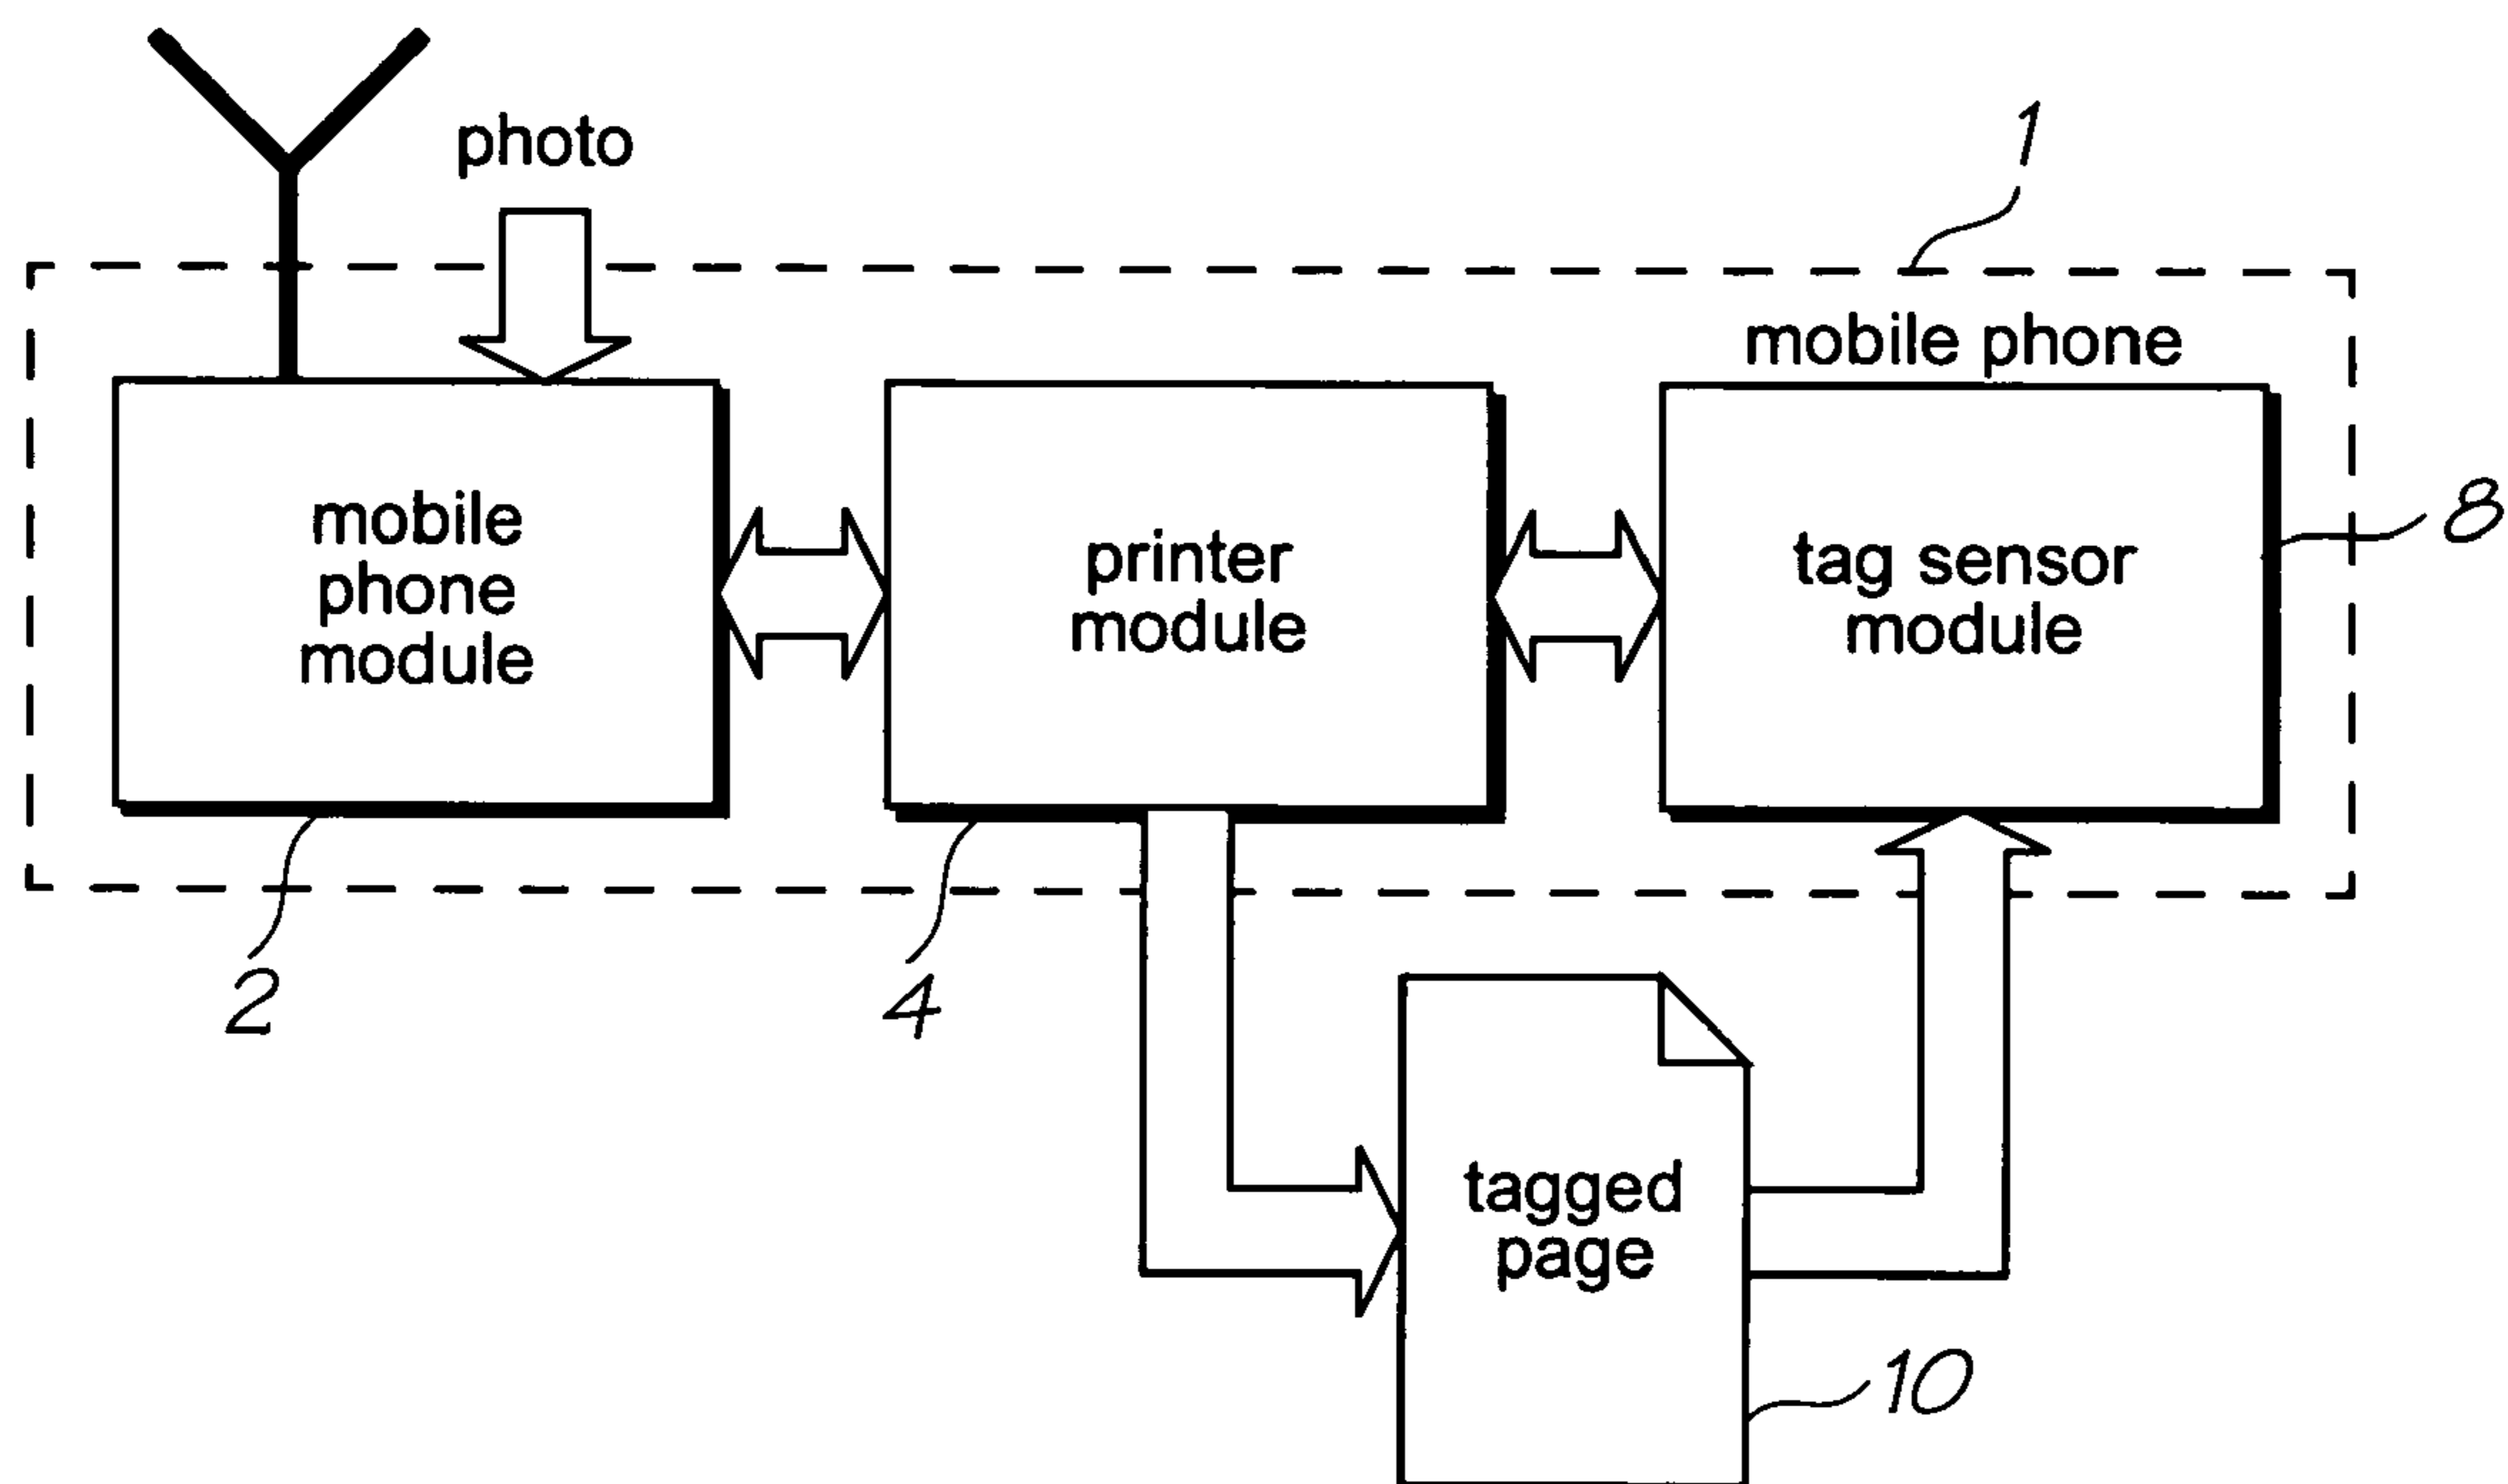 photo
1
mobile phone
mobile
phone
module
printer
module
tag sensor
module
8
2
4
tagged
page
10